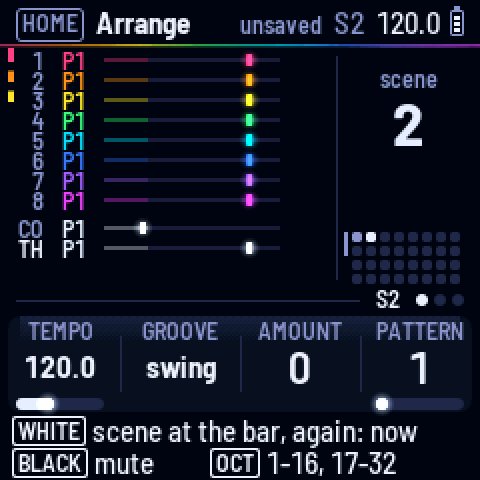 HOME Arrange unsaved S2 120.0
1 P1
2 P1
3 P1
4 P1
5 P1
6 P1
7 P1
8 P1
CO P1
TH P1
scene
2
S2
TEMPO GROOVE AMOUNT PATTERN
120.0 swing 0 1
WHITE scene at the bar, again: now
BLACK mute OCT 1-16, 17-32